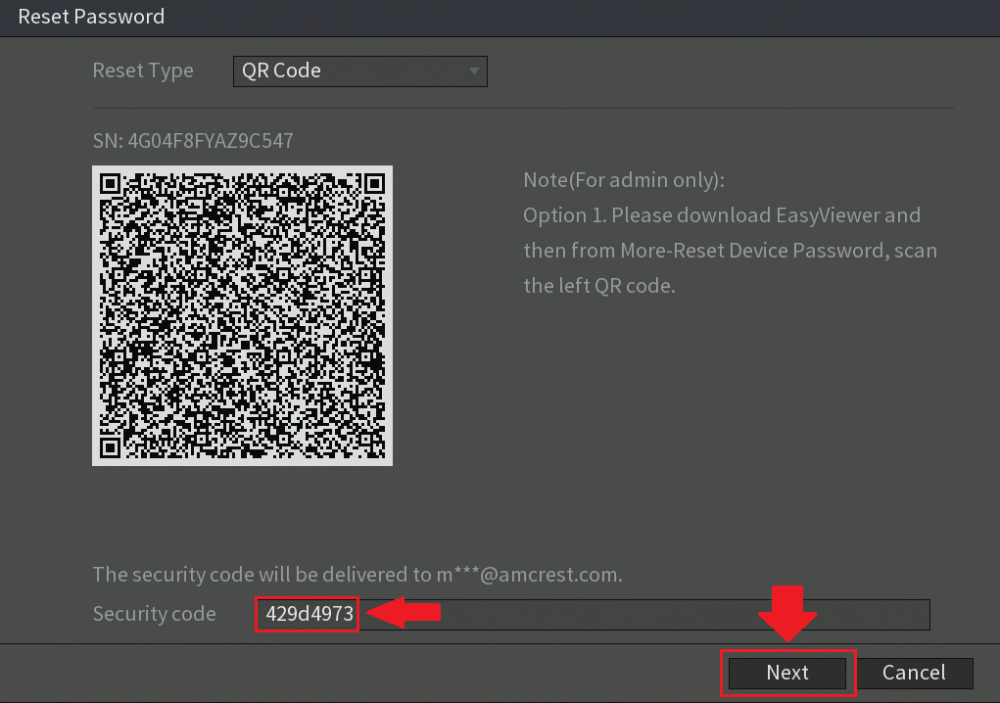 Reset Password
Reset Type QR Code
SN: 4G04F8FYAZ9C547
Note(For admin only):
Option 1. Please download EasyViewer and
then from More-Reset Device Password, scan
the left QR code.
The security code will be delivered to m***@amcrest.com.
Security code 429d4973
Next Cancel